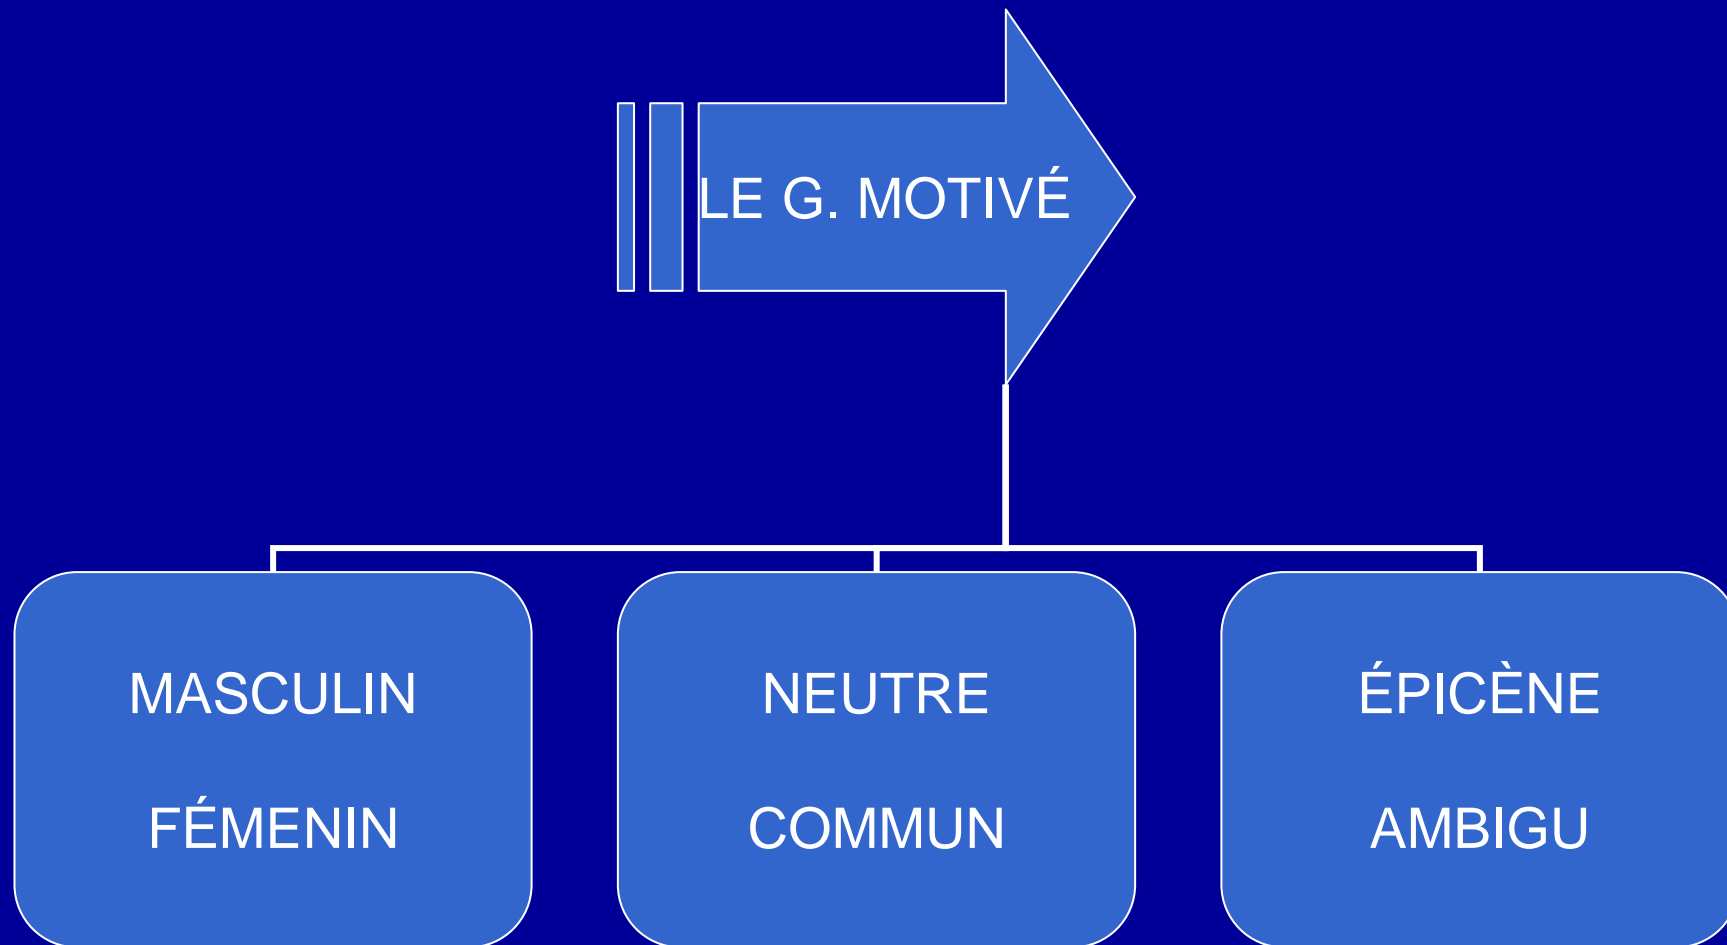 LE G. MOTIVÉ
MASCULIN
FÉMENIN
NEUTRE
COMMUN
ÉPICÈNE
AMBIGU